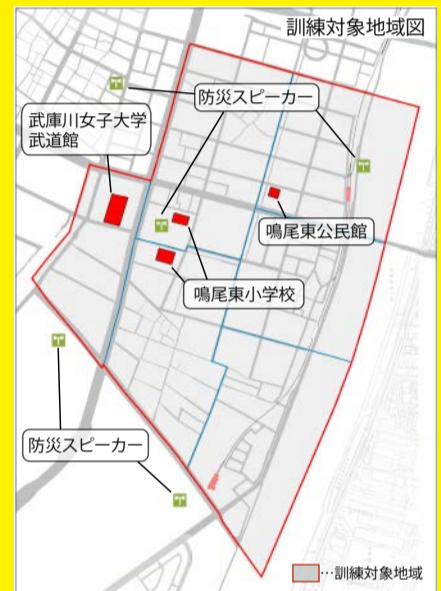 訓練対象地域図
防災スピーカー
武庫川女子大学
武道館
鳴尾東公民館
鳴尾東小学校
防災スピーカー
…訓練対象地域